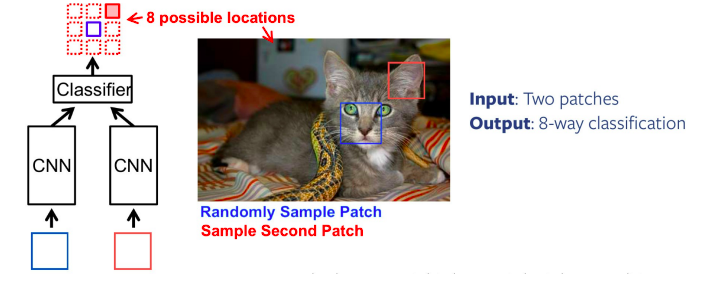 8 possible locations
Classifier
CNN
CNN
Input: Two patches
Output: 8-way classification
Randomly Sample Patch
Sample Second Patch